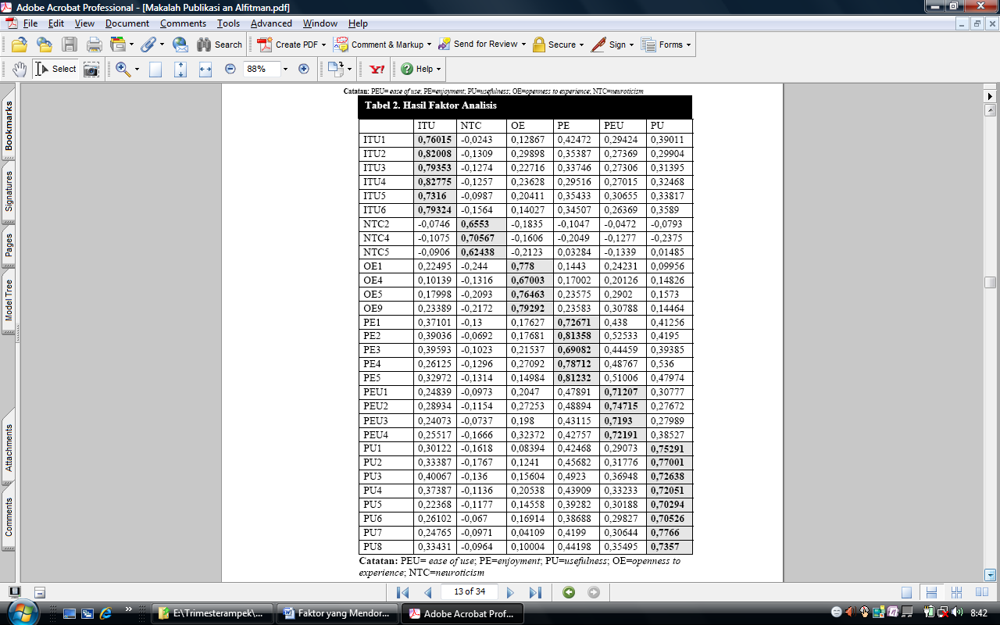 Adobe Acrobat Professional - [Makalah Publikasi an Alfitman.pdf]
File Edit View Document Comments Tools Advanced Window Help
Search Create PDF Comment & Markup Send for Review Secure Sign Forms
Select 88% Y! Help
Bookmarks
Signatures
Pages
Model Tree
Attachments
Comments
Catatan: PEU= ease of use; PE=enjoyment; PU=usefulness; OE=openness to experience; NTC=neuroticism
Tabel 2. Hasil Faktor Analisis
ITU NTC OE PE PEU PU
ITU1 0,76015 -0,0243 0,12867 0,42472 0,29424 0,39011
ITU2 0,82008 -0,1309 0,29898 0,35387 0,27369 0,29904
ITU3 0,79353 -0,1274 0,22716 0,33746 0,27306 0,31395
ITU4 0,82775 -0,1257 0,23628 0,29516 0,27015 0,32468
ITU5 0,7316 -0,0987 0,20411 0,35433 0,30655 0,33817
ITU6 0,79324 -0,1564 0,14027 0,34507 0,26369 0,3589
NTC2 -0,0746 0,6553 -0,1835 -0,1047 -0,0472 -0,0793
NTC4 -0,1075 0,70567 -0,1606 -0,2049 -0,1277 -0,2375
NTC5 -0,0906 0,62438 -0,2123 0,03284 -0,1339 0,01485
OE1 0,22495 -0,244 0,778 0,1443 0,24231 0,09956
OE4 0,10139 -0,1316 0,67003 0,17002 0,20126 0,14826
OE5 0,17998 -0,2093 0,76463 0,23575 0,2902 0,1573
OE9 0,23389 -0,2172 0,79292 0,23583 0,30788 0,14464
PE1 0,37101 -0,13 0,17627 0,72671 0,438 0,41256
PE2 0,39036 -0,0692 0,17681 0,81358 0,52533 0,4195
PE3 0,39593 -0,1023 0,21537 0,69082 0,44459 0,39385
PE4 0,26125 -0,1296 0,27092 0,78712 0,48767 0,536
PE5 0,32972 -0,1314 0,14984 0,81232 0,51006 0,47974
PEU1 0,24839 -0,0973 0,2047 0,47891 0,71207 0,30777
PEU2 0,28934 -0,1154 0,27253 0,48894 0,74715 0,27672
PEU3 0,24073 -0,0737 0,198 0,43115 0,7193 0,27989
PEU4 0,25517 -0,1666 0,32372 0,42757 0,72191 0,38527
PU1 0,30122 -0,1618 0,08394 0,42468 0,29073 0,75291
PU2 0,33387 -0,1767 0,1241 0,45682 0,31776 0,77001
PU3 0,40067 -0,136 0,15604 0,4923 0,36948 0,72638
PU4 0,37387 -0,1136 0,20538 0,43909 0,33233 0,72051
PU5 0,22368 -0,1177 0,14558 0,39282 0,30188 0,70294
PU6 0,26102 -0,067 0,16914 0,38688 0,29827 0,70526
PU7 0,24765 -0,0971 0,04109 0,4199 0,30644 0,7766
PU8 0,33431 -0,0964 0,10004 0,44198 0,35495 0,7357
Catatan: PEU= ease of use; PE=enjoyment; PU=usefulness; OE=openness to
experience; NTC=neuroticism
13 of 34
E:\Trimesterampek\... Faktor yang Mendor... Adobe Acrobat Prof... 8:42